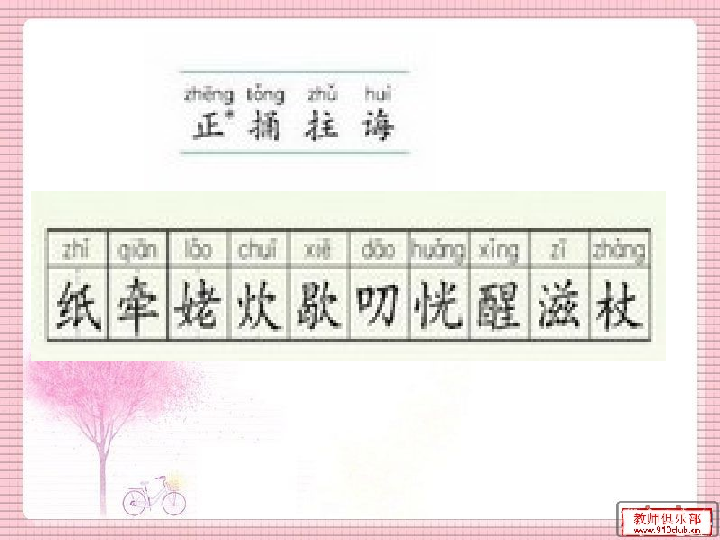 zhēng tǒng zhǔ huì
正* 捅 拄 诲
zhǐ qiān lǎo chuī xiē dāo huǎng xǐng zī zhàng
纸 牵 姥 炊 歇 叨 恍 醒 滋 杖
教师俱乐部
www.910club.cn